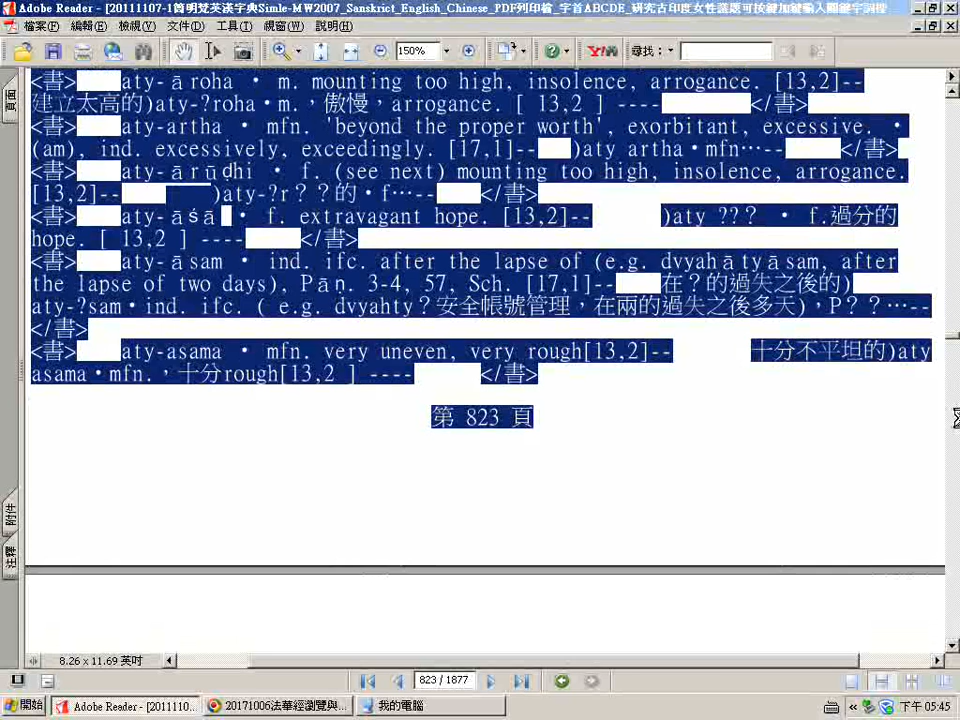 Adobe Reader - [20111107-1簡明梵英漢字典Simle-MW2007_Sanskrict_English_Chinese_PDF列印檔_字首ABCDE_研究古印度女性議題可按鍵加鍵輸入關鍵字詞搜
檔案(F) 編輯(E) 檢視(V) 文件(D) 工具(T) 視窗(W) 說明(H)
150% 尋找：
頁面
<書> aty-āroha • m. mounting too high, insolence, arrogance. [13,2]--
建立太高的)aty-?roha•m.，傲慢，arrogance. [ 13,2 ] ---- </書>
<書> aty-artha • mfn. 'beyond the proper worth', exorbitant, excessive. •
(am), ind. excessively, exceedingly. [17,1]-- )aty artha•mfn…-- </書>
<書> aty-ārūḍhi • f. (see next) mounting too high, insolence, arrogance.
[13,2]-- )aty-?r？？的•f…-- </書>
<書> aty-āśā • f. extravagant hope. [13,2]-- )aty ??？ • f.過分的
hope. [ 13,2 ] ---- </書>
<書> aty-āsam • ind. ifc. after the lapse of (e.g. dvyahātyāsam, after
the lapse of two days), Pāṇ. 3-4, 57, Sch. [17,1]-- 在？的過失之後的)
aty-?sam•ind. ifc. ( e.g. dvyahty？安全帳號管理，在兩的過失之後多天)，P？？…--
</書>
<書> aty-asama • mfn. very uneven, very rough[13,2]-- 十分不平坦的)aty
asama•mfn.，十分rough[13,2 ] ---- </書>
第 823 頁
附件
注釋
8.26 x 11.69 英吋
823 / 1877
開始 Adobe Reader - [2011110... 20171006法華經瀏覽與... 我的電腦 下午 05:45